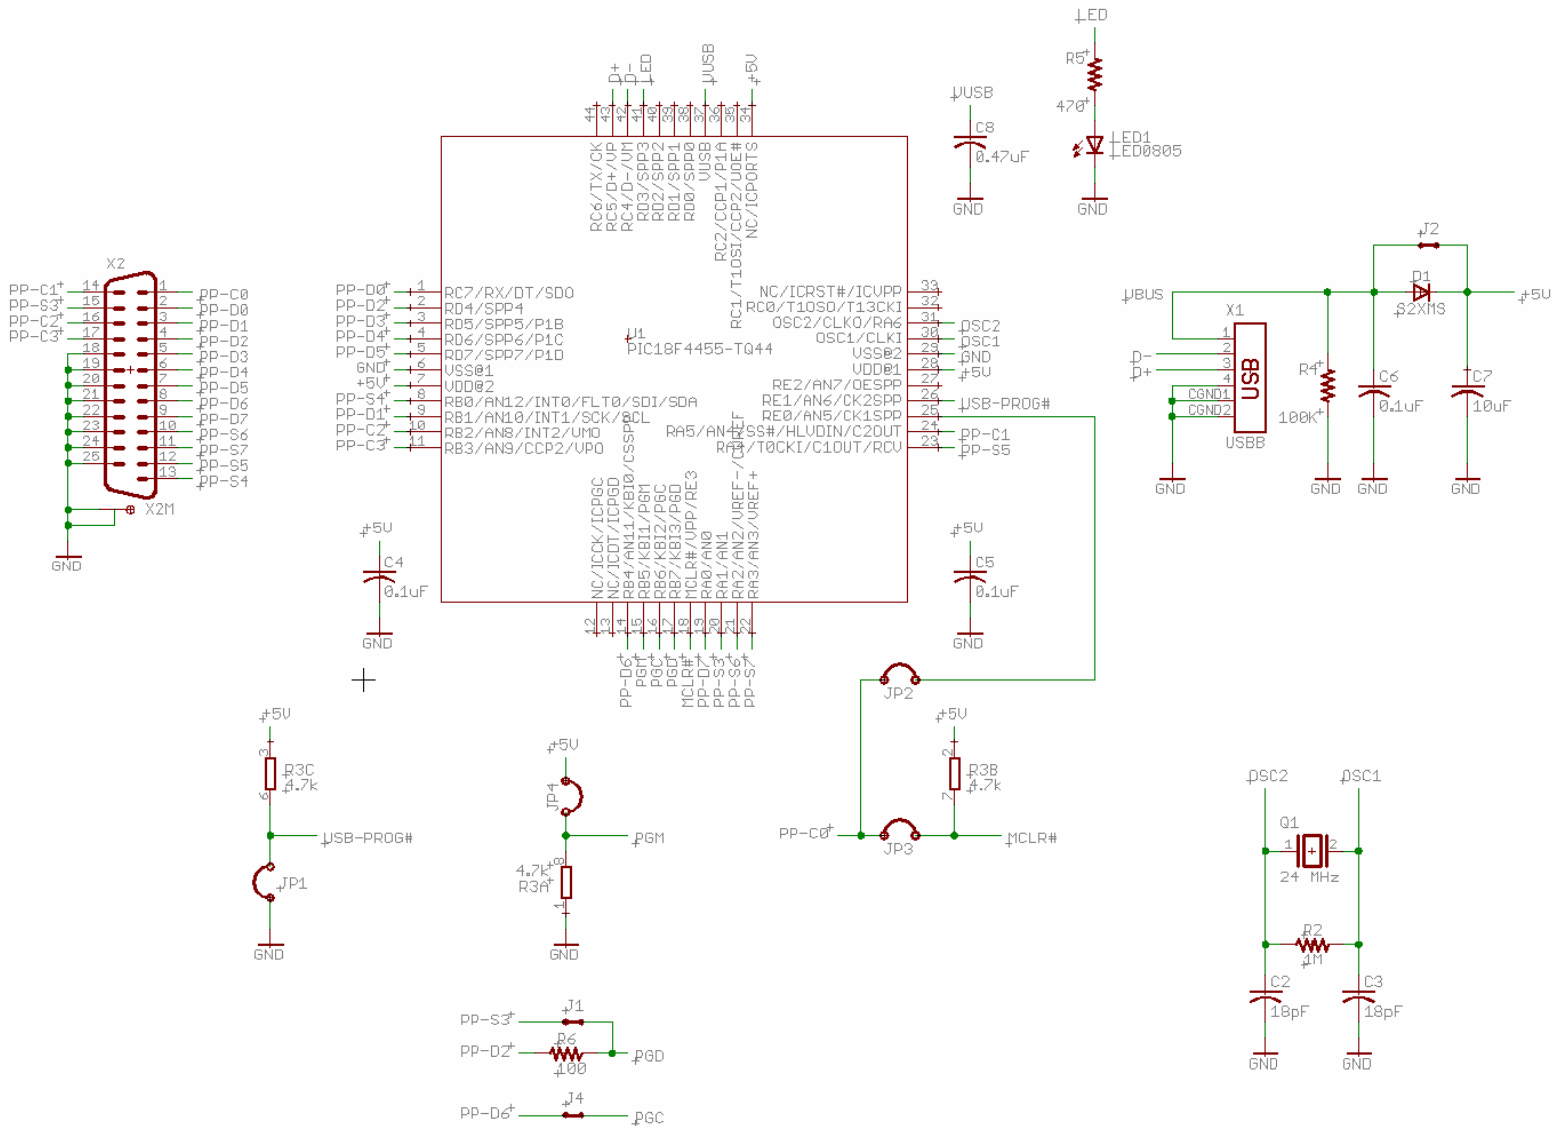 LED
R5
470
LED1
LED0805
GND
VUSB
C8
0.47uF
GND
D+
D-
LED
VUSB
+5V
44
43
42
41
40
39
38
37
36
35
34
RC6/TX/CK
RC5/D+/VP
RC4/D-/VM
RD3/SPP3
RD2/SPP2
RD1/SPP1
RD0/SPP0
VUSB
RC2/CCP1/P1A
RC1/T1OSI/CCP2/UOE#
NC/ICPORTS
U1
PIC18F4455-TQ44
PP-D0 1 RC7/RX/DT/SDO
PP-D2 2 RD4/SPP4
PP-D3 3 RD5/SPP5/P1B
PP-D4 4 RD6/SPP6/P1C
PP-D5 5 RD7/SPP7/P1D
GND 6 VSS@1
+5V 7 VDD@2
PP-S4 8 RB0/AN12/INT0/FLT0/SDI/SDA
PP-D1 9 RB1/AN10/INT1/SCK/SCL
PP-C2 10 RB2/AN8/INT2/VMO
PP-C3 11 RB3/AN9/CCP2/VPO
NC/ICRST#/ICVPP 33
RC0/T1OSO/T13CKI 32
OSC2/CLKO/RA6 31 OSC2
OSC1/CLKI 30 OSC1
VSS@2 29 GND
VDD@1 28 +5V
RE2/AN7/OESPP 27
RE1/AN6/CK2SPP 26 USB-PROG#
RE0/AN5/CK1SPP 25
RA5/AN4/SS#/HLVDIN/C2OUT 24 PP-C1
RA4/T0CKI/C1OUT/RCV 23 PP-S5
NC/ICCK/ICPGC
NC/ICDT/ICPGD
RB4/AN11/KBI0/CSSPP
RB5/KBI1/PGM
RB6/KBI2/PGC
RB7/KBI3/PGD
MCLR#/VPP/RE3
RA0/AN0
RA1/AN1
RA2/AN2/VREF-/CVREF
RA3/AN3/VREF+
12
13
14
15
16
17
18
19
20
21
22
PP-D6
PGM
PGC
PGD
MCLR#
PP-D7
PP-S3
PP-S6
PP-S7
X2
PP-C1 14
PP-S3 15
PP-C2 16
PP-C3 17
18
19
20
21
22
23
24
25
1 PP-C0
2 PP-D0
3 PP-D1
4 PP-D2
5 PP-D3
6 PP-D4
7 PP-D5
8 PP-D6
9 PP-D7
10 PP-S6
11 PP-S7
12 PP-S5
13 PP-S4
X2M
GND
+5V
C4
0.1uF
GND
+5V
C5
0.1uF
GND
J2
D1
S2XMS
VBUS
+5V
X1
1
D- 2
D+ 3
4
CGND1
CGND2
USB
USBB
GND
R4
100K
GND
C6
0.1uF
GND
C7
10uF
GND
+5V
3
R3C
4.7k
6
USB-PROG#
JP1
GND
+5V
JP4
PGM
8
4.7k
R3A
1
GND
JP2
+5V
2
R3B
4.7k
7
PP-C0
JP3
MCLR#
OSC2
OSC1
Q1
1
2
24 MHz
R2
1M
C2
18pF
C3
18pF
GND
GND
J1
PP-S3
R6
PP-D2
PGD
100
J4
PP-D6
PGC